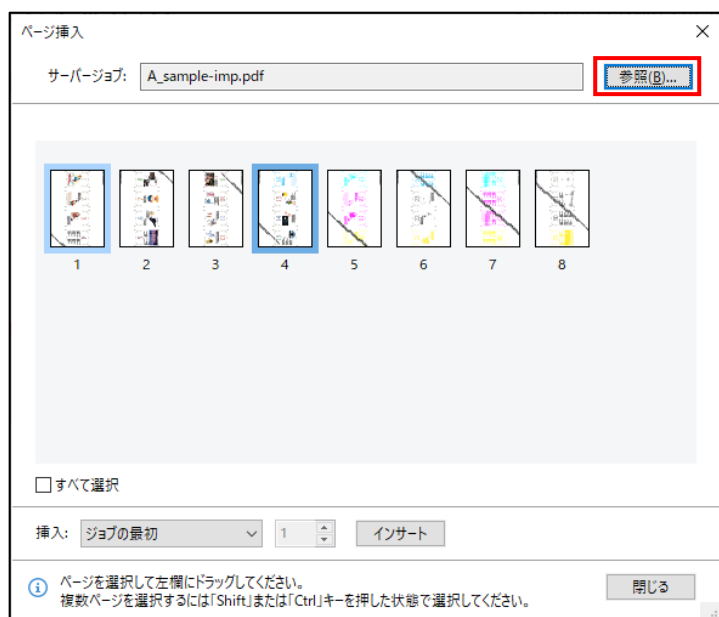 ページ挿入
サーバージョブ: A_sample-imp.pdf 参照(B)...
1 2 3 4 5 6 7 8
すべて選択
挿入: ジョブの最初 1 インサート
ページを選択して左欄にドラッグしてください。
複数ページを選択するには「Shift」または「Ctrl」キーを押した状態で選択してください。
閉じる